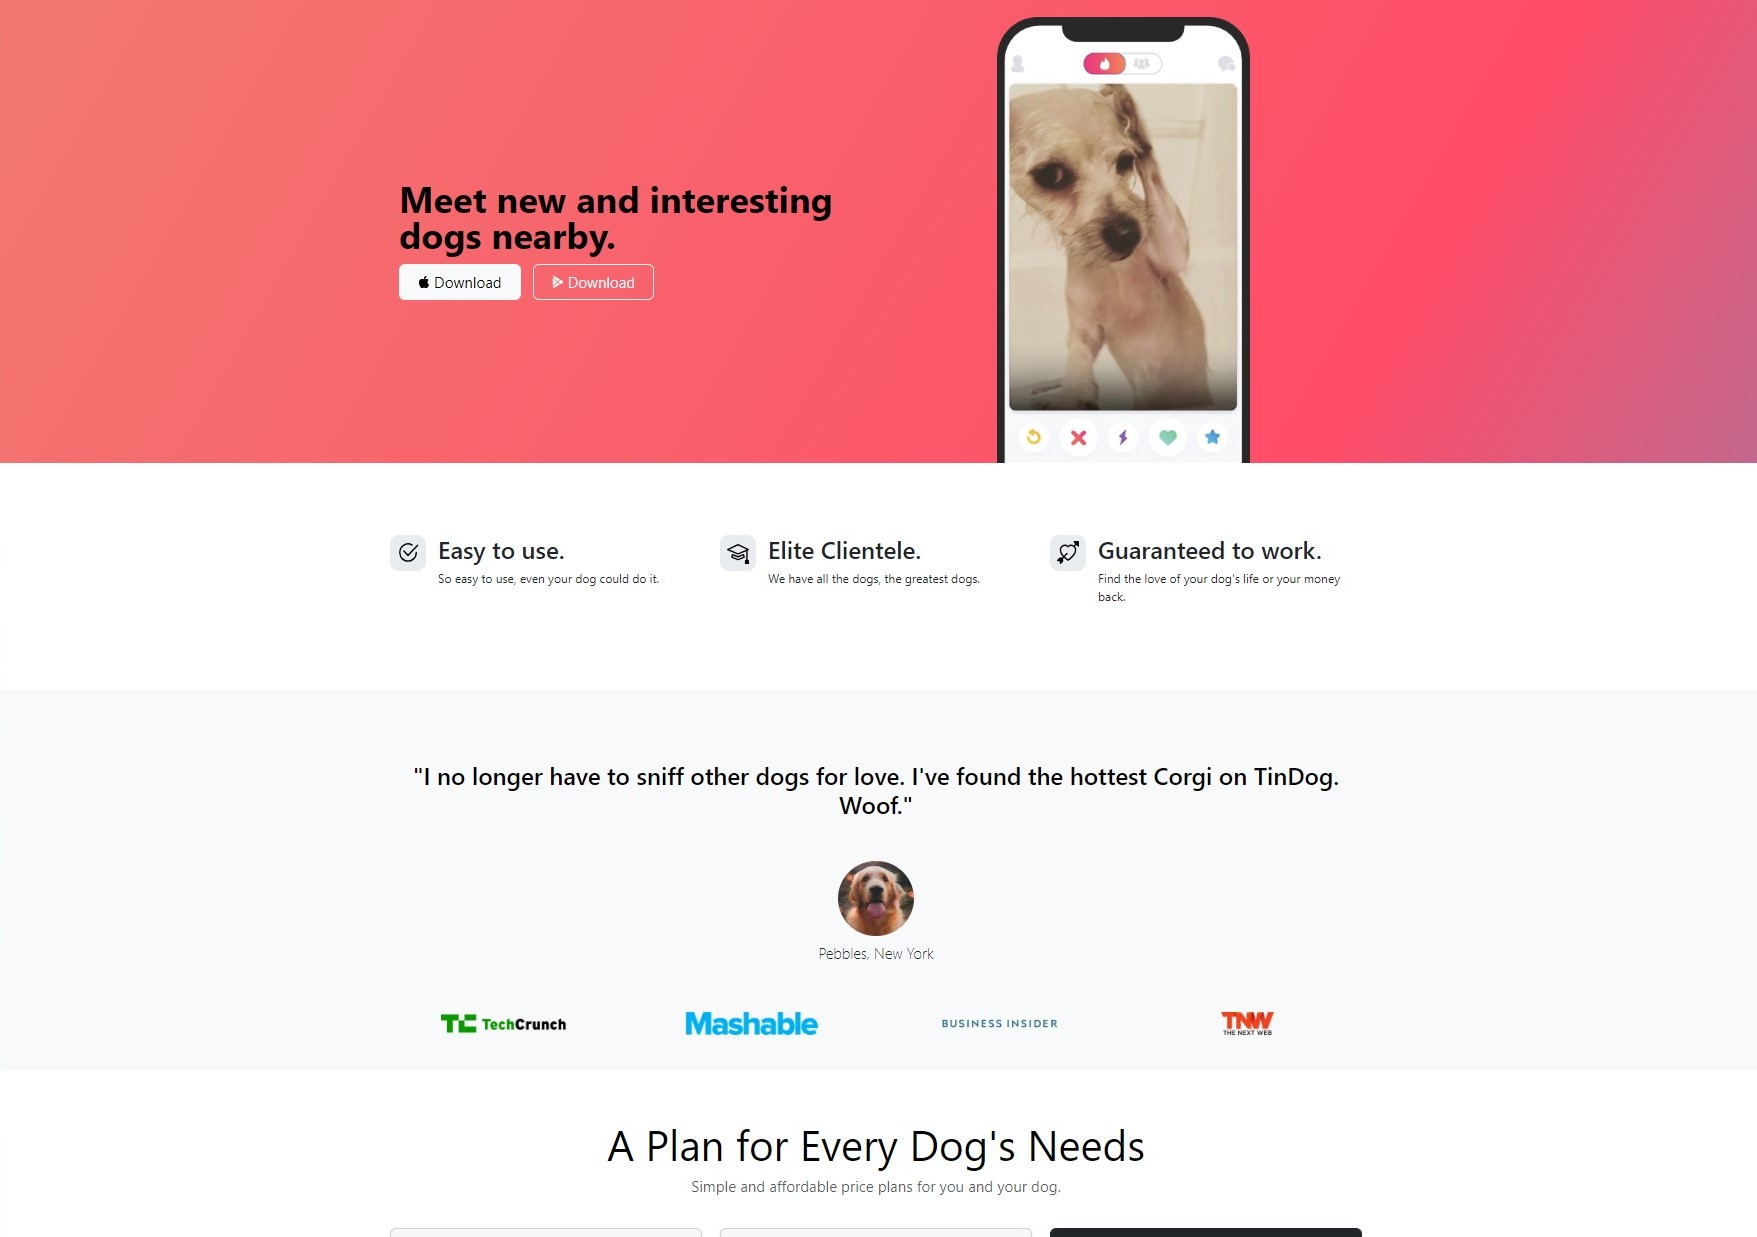 Meet new and interesting
dogs nearby.
Download
Download
Easy to use.
So easy to use, even your dog could do it.
Elite Clientele.
We have all the dogs, the greatest dogs.
Guaranteed to work.
Find the love of your dog's life or your money
back.
"I no longer have to sniff other dogs for love. I've found the hottest Corgi on TinDog.
Woof."
Pebbles, New York
TC TechCrunch
Mashable
BUSINESS INSIDER
TNW
THE NEXT WEB
A Plan for Every Dog's Needs
Simple and affordable price plans for you and your dog.